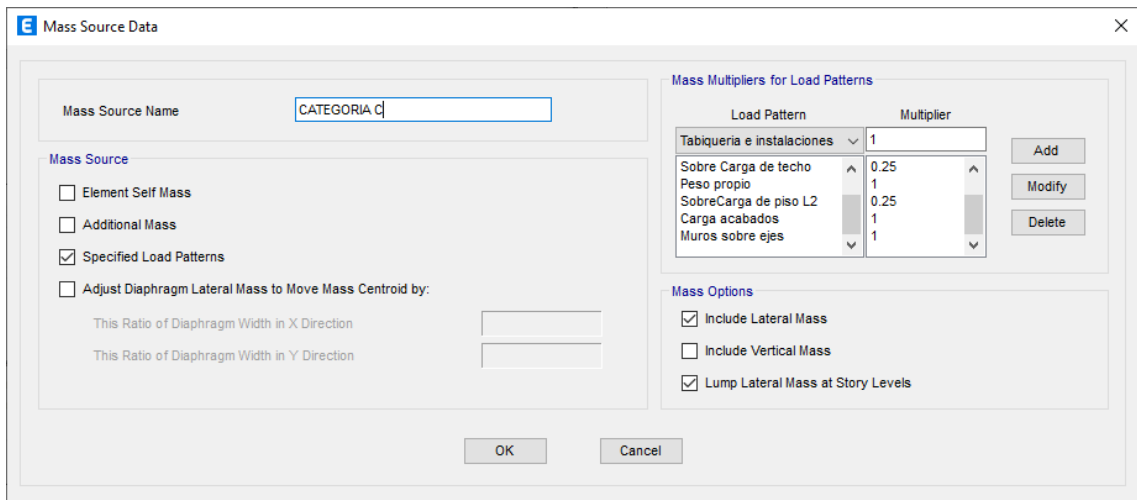 E Mass Source Data
Mass Source Name
CATEGORIA C
Mass Source
Element Self Mass
Additional Mass
Specified Load Patterns
Adjust Diaphragm Lateral Mass to Move Mass Centroid by:
This Ratio of Diaphragm Width in X Direction
This Ratio of Diaphragm Width in Y Direction
Mass Multipliers for Load Patterns
Load Pattern Multiplier
Tabiqueria e instalaciones 1
Sobre Carga de techo 0.25
Peso propio 1
SobreCarga de piso L2 0.25
Carga acabados 1
Muros sobre ejes 1
Add
Modify
Delete
Mass Options
Include Lateral Mass
Include Vertical Mass
Lump Lateral Mass at Story Levels
OK Cancel